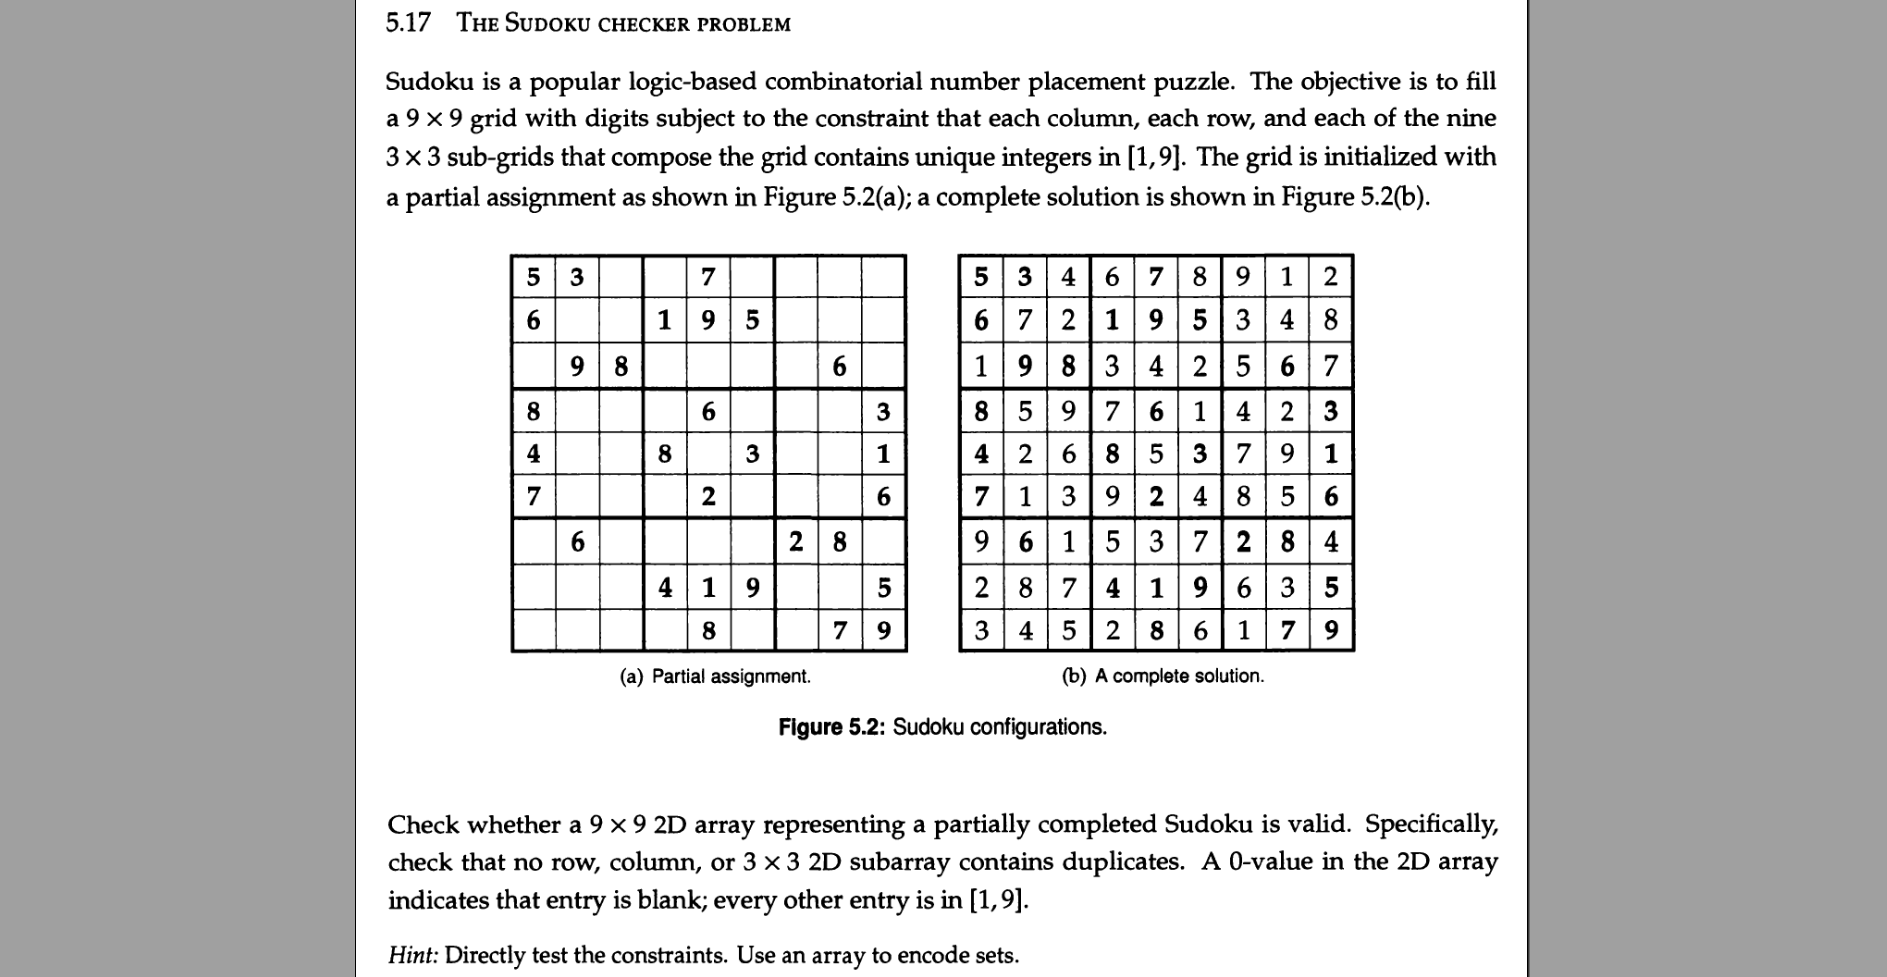 5.17 THE SUDOKU CHECKER PROBLEM
Sudoku is a popular logic-based combinatorial number placement puzzle. The objective is to fill
a 9 × 9 grid with digits subject to the constraint that each column, each row, and each of the nine
3 × 3 sub-grids that compose the grid contains unique integers in [1,9]. The grid is initialized with
a partial assignment as shown in Figure 5.2(a); a complete solution is shown in Figure 5.2(b).
5 3 7
6 1 9 5
9 8 6
8 6 3
4 8 3 1
7 2 6
6 2 8
4 1 9 5
8 7 9
(a) Partial assignment.
5 3 4 6 7 8 9 1 2
6 7 2 1 9 5 3 4 8
1 9 8 3 4 2 5 6 7
8 5 9 7 6 1 4 2 3
4 2 6 8 5 3 7 9 1
7 1 3 9 2 4 8 5 6
9 6 1 5 3 7 2 8 4
2 8 7 4 1 9 6 3 5
3 4 5 2 8 6 1 7 9
(b) A complete solution.
Figure 5.2: Sudoku configurations.
Check whether a 9 × 9 2D array representing a partially completed Sudoku is valid. Specifically,
check that no row, column, or 3 × 3 2D subarray contains duplicates. A 0-value in the 2D array
indicates that entry is blank; every other entry is in [1,9].
Hint: Directly test the constraints. Use an array to encode sets.